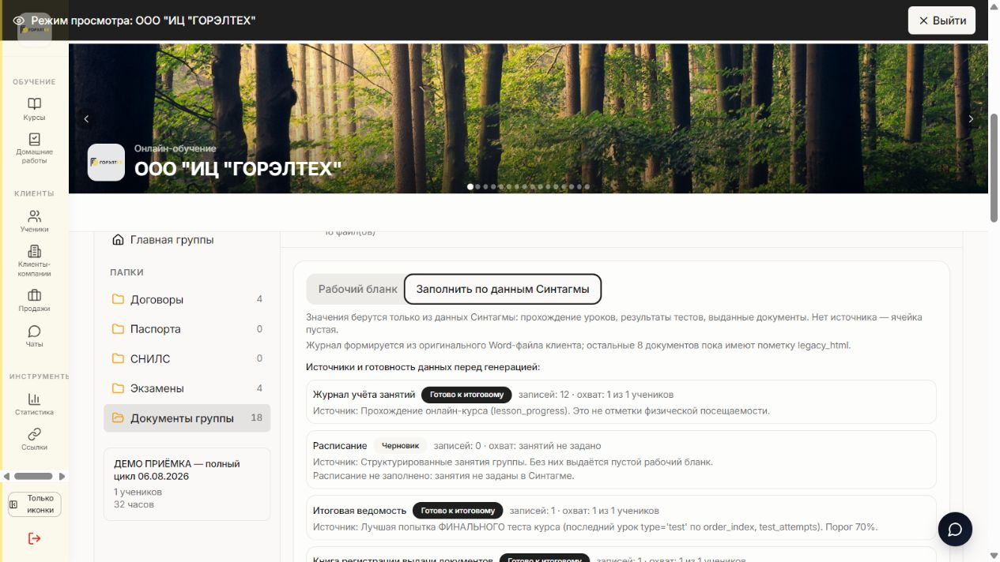 Режим просмотра: ООО "ИЦ "ГОРЭЛТЕХ"
Выйти
ОБУЧЕНИЕ
Курсы
Домашние
работы
КЛИЕНТЫ
Ученики
Клиенты-
компании
Продажи
Чаты
ИНСТРУМЕНТЬ
Статистика
Ссылки
Только
иконки
Онлайн-обучение
ООО "ИЦ "ГОРЭЛТЕХ"
Главная группы
ПАПКИ
Договоры 4
Паспорта 0
СНИЛС 0
Экзамены 4
Документы группы 18
ДЕМО ПРИЁМКА — полный
цикл 06.08.2026
1 учеников
32 часов
18 файл(ов)
Рабочий бланк
Заполнить по данным Синтагмы
Значения берутся только из данных Синтагмы: прохождение уроков, результаты тестов, выданные документы. Нет источника — ячейка
пустая.
Журнал формируется из оригинального Word-файла клиента; остальные 8 документов пока имеют пометку legacy_html.
Источники и готовность данных перед генерацией:
Журнал учёта занятий Готово к итоговому записей: 12 · охват: 1 из 1 учеников
Источник: Прохождение онлайн-курса (lesson_progress). Это не отметки физической посещаемости.
Расписание Черновик записей: 0 · охват: занятий не задано
Источник: Структурированные занятия группы. Без них выдаётся пустой рабочий бланк.
Расписание не заполнено: занятия не заданы в Синтагме.
Итоговая ведомость Готово к итоговому записей: 1 · охват: 1 из 1 учеников
Источник: Лучшая попытка ФИНАЛЬНОГО теста курса (последний урок type='test' по order_index, test_attempts). Порог 70%.
Книга регистрации выдачи документов Готово к итоговому записей: 1 · охват: 1 из 1 учеников